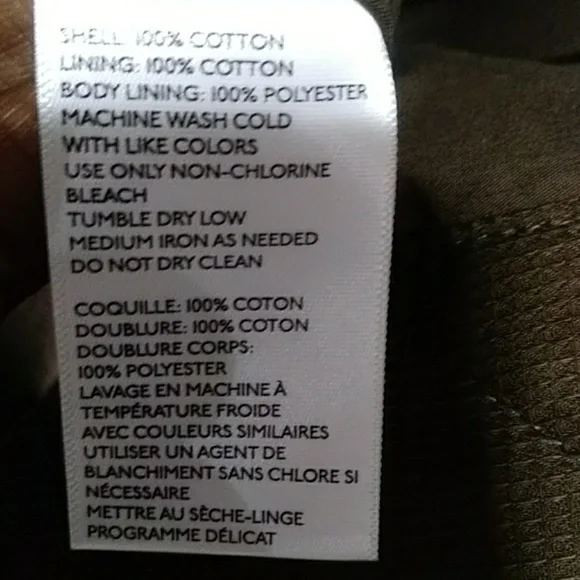 SHELL: 100% COTTON
LINING: 100% COTTON
BODY LINING: 100% POLYESTER
MACHINE WASH COLD
WITH LIKE COLORS
USE ONLY NON-CHLORINE
BLEACH
TUMBLE DRY LOW
MEDIUM IRON AS NEEDED
DO NOT DRY CLEAN
COQUILLE: 100% COTON
DOUBLURE: 100% COTON
DOUBLURE CORPS:
100% POLYESTER
LAVAGE EN MACHINE À
TEMPÉRATURE FROIDE
AVEC COULEURS SIMILAIRES
UTILISER UN AGENT DE
BLANCHIMENT SANS CHLORE SI
NÉCESSAIRE
METTRE AU SÈCHE-LINGE
PROGRAMME DÉLICAT